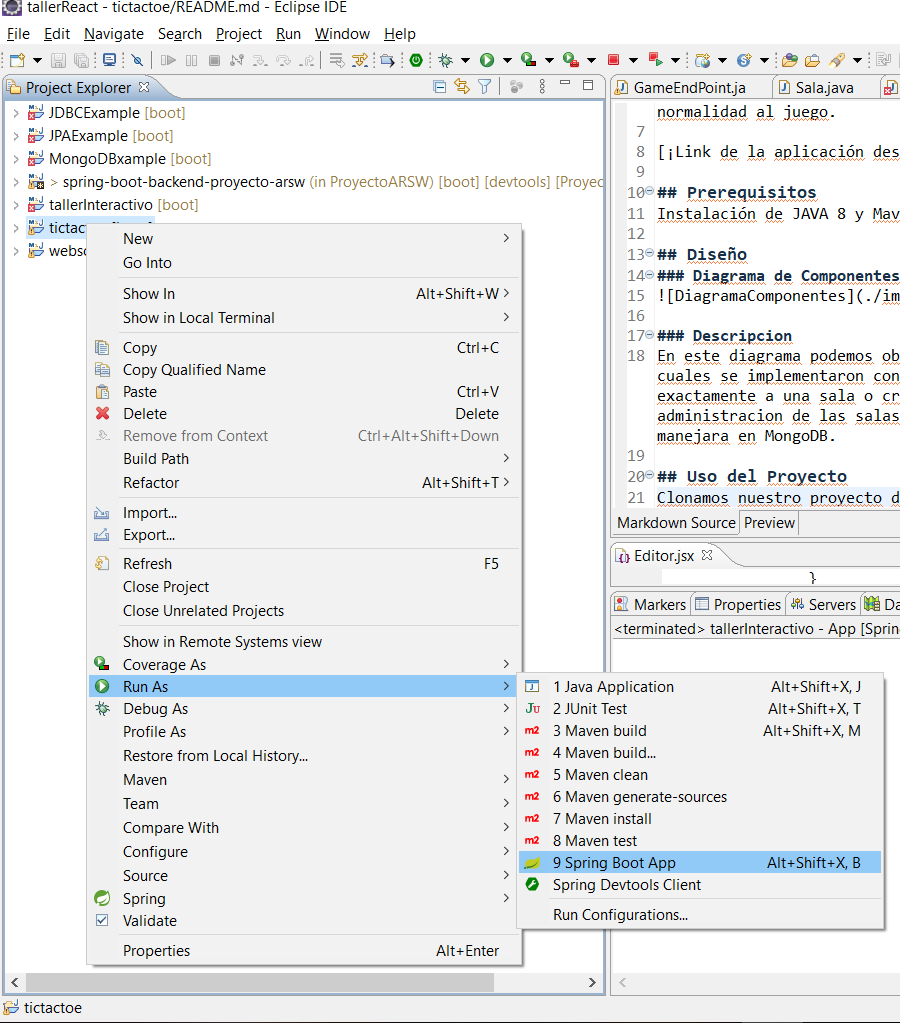 tallerReact - tictactoe/README.md - Eclipse IDE
File Edit Navigate Search Project Run Window Help
Project Explorer
JDBCExample [boot]
JPAExample [boot]
MongoDBxample [boot]
> spring-boot-backend-proyecto-arsw (in ProyectoARSW) [boot] [devtools] [Proyec
tallerInteractivo [boot]
tictac
webso
New
Go Into
Show In Alt+Shift+W
Show in Local Terminal
Copy Ctrl+C
Copy Qualified Name
Paste Ctrl+V
Delete Delete
Remove from Context Ctrl+Alt+Shift+Down
Build Path
Refactor Alt+Shift+T
Import...
Export...
Refresh F5
Close Project
Close Unrelated Projects
Show in Remote Systems view
Coverage As
Run As
Debug As
Profile As
Restore from Local History...
Maven
Team
Compare With
Configure
Source
Spring
Validate
Properties Alt+Enter
1 Java Application Alt+Shift+X, J
2 JUnit Test Alt+Shift+X, T
3 Maven build Alt+Shift+X, M
4 Maven build...
5 Maven clean
6 Maven generate-sources
7 Maven install
8 Maven test
9 Spring Boot App Alt+Shift+X, B
Spring Devtools Client
Run Configurations...
GameEndPoint.ja Sala.java
normalidad al juego.
7
8 [¡Link de la aplicación des
9
10 ## Prerequisitos
11 Instalación de JAVA 8 y Mav
12
13 ## Diseño
14 ### Diagrama de Componentes
15 ![DiagramaComponentes](./im
16
17 ### Descripcion
18 En este diagrama podemos ob
cuales se implementaron con
exactamente a una sala o cr
administracion de las salas
manejara en MongoDB.
19
20 ## Uso del Proyecto
21 Clonamos nuestro proyecto d
Markdown Source Preview
Editor.jsx
}
Markers Properties Servers Da
<terminated> tallerInteractivo - App [Sprin
tictactoe